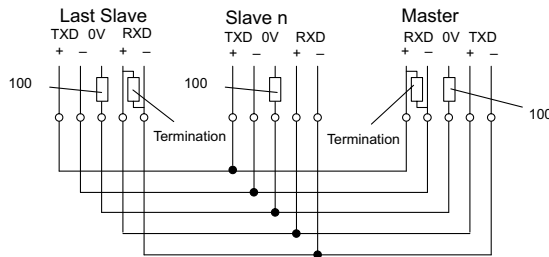 Last Slave Slave n Master
TXD 0V RXD TXD 0V RXD RXD 0V TXD
+ – + – + – + – + – + –
100 100 100
Termination Termination